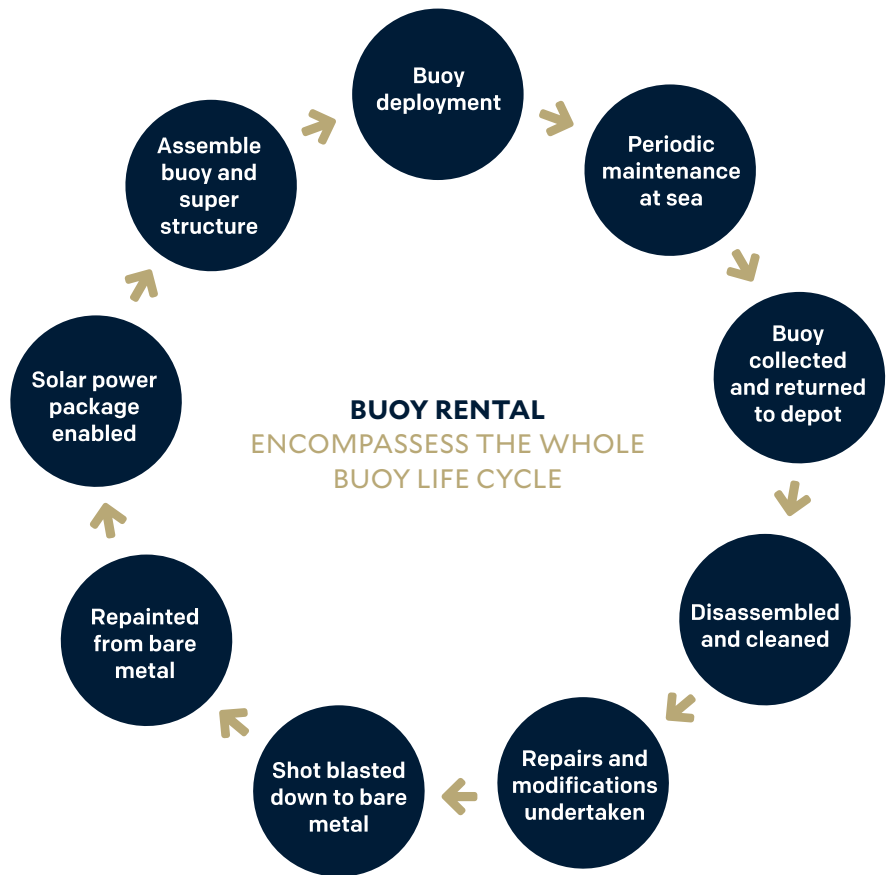 Buoy
deployment
Periodic
maintenance
at sea
Buoy
collected
and returned
to depot
Disassembled
and cleaned
Repairs and
modifications
undertaken
Shot blasted
down to bare
metal
Repainted
from bare
metal
Solar power
package
enabled
Assemble
buoy and
super
structure
BUOY RENTAL
ENCOMPASSESS THE WHOLE
BUOY LIFE CYCLE